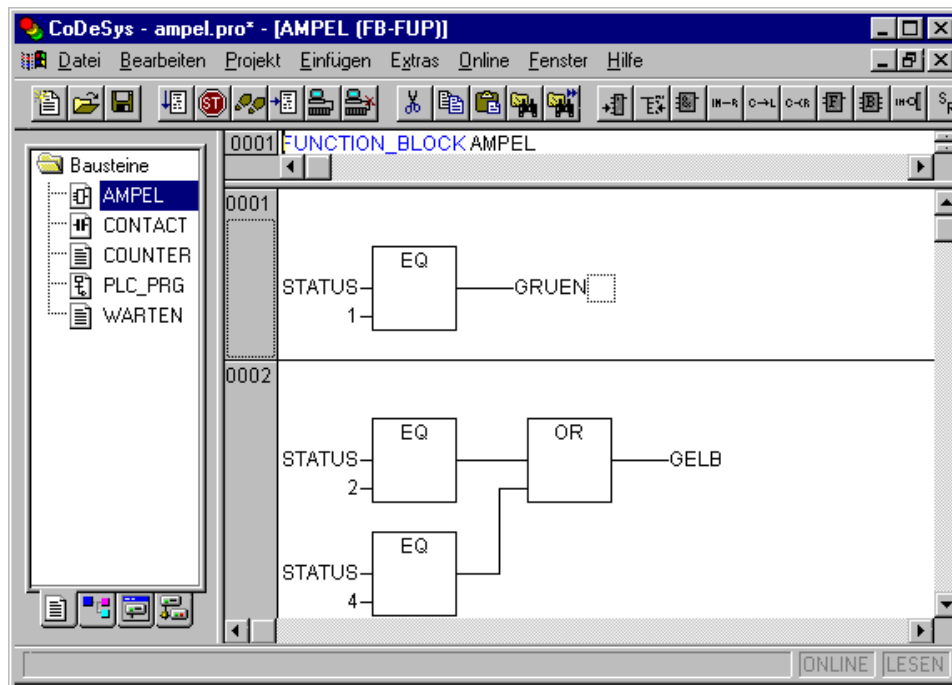 CoDeSys - ampel.pro* - [AMPEL (FB-FUP)]
Datei Bearbeiten Projekt Einfügen Extras Online Fenster Hilfe
0001 FUNCTION_BLOCK AMPEL
Bausteine
AMPEL
CONTACT
COUNTER
PLC_PRG
WARTEN
0001
EQ
STATUS GRUEN
1
0002
EQ OR
STATUS GELB
2
EQ
STATUS
4
ONLINE LESEN